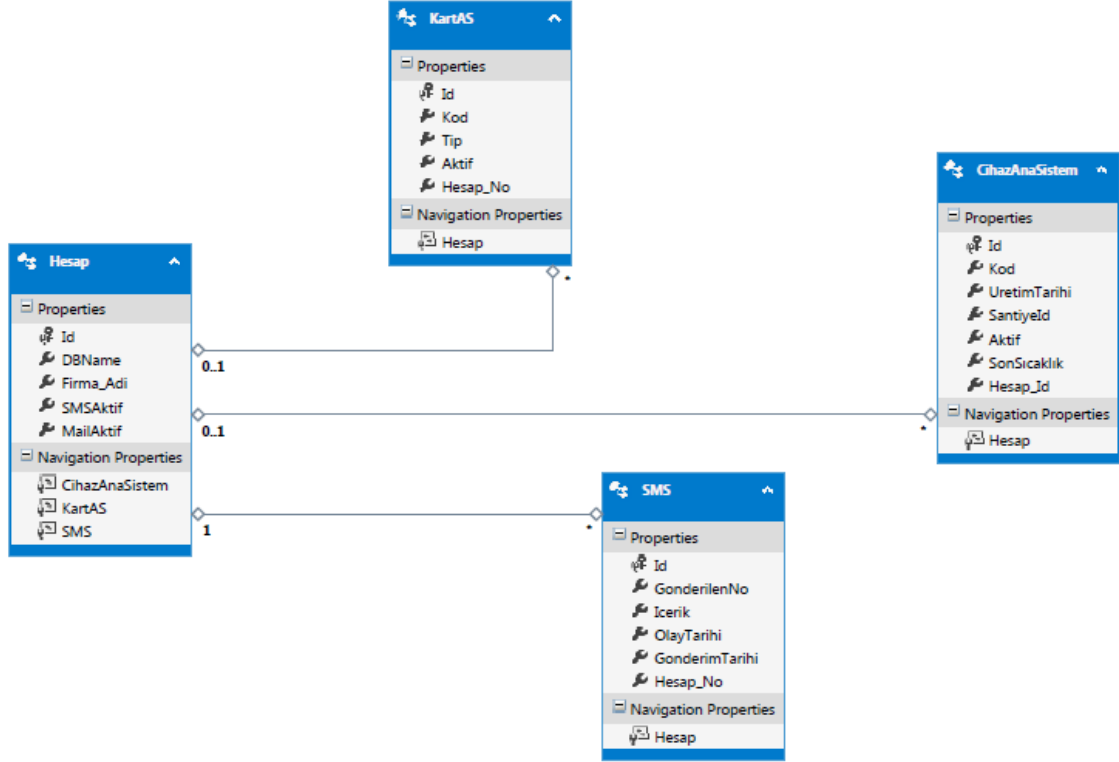 KartAS
Properties
Id
Kod
Tip
Aktif
Hesap_No
Navigation Properties
Hesap
*
CihazAnaSistem
Properties
Id
Kod
UretimTarihi
SantiyeId
Aktif
SonSıcaklık
Hesap_Id
Navigation Properties
Hesap
*
Hesap
Properties
Id
DBName
Firma_Adi
SMSAktif
MailAktif
Navigation Properties
CihazAnaSistem
KartAS
SMS
0..1
0..1
1
SMS
Properties
Id
GonderilenNo
Icerik
OlayTarihi
GonderimTarihi
Hesap_No
Navigation Properties
Hesap
*